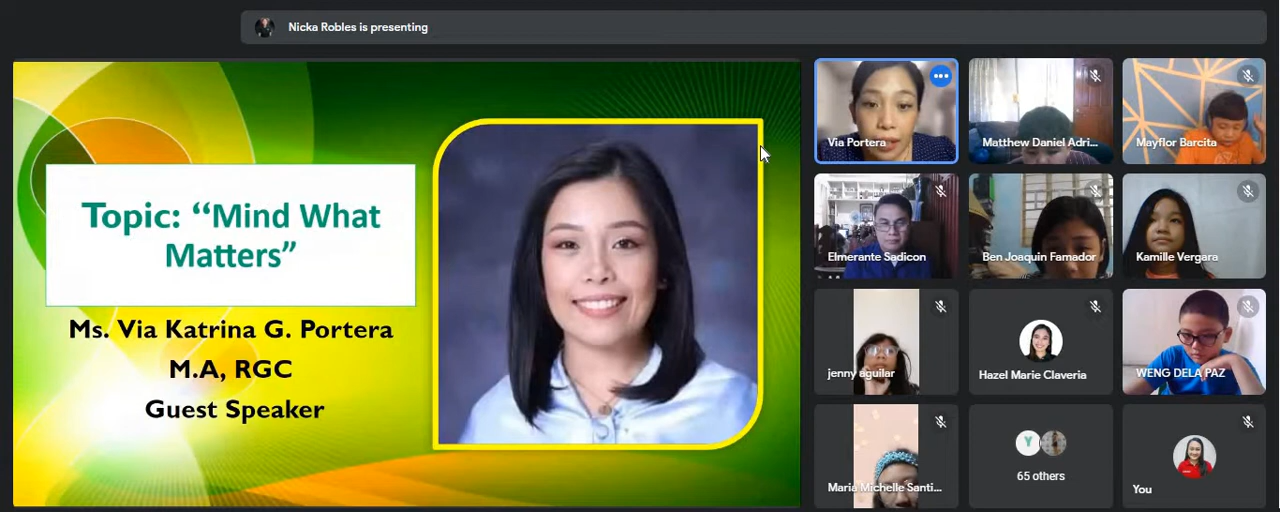 Nicka Robles is presenting
Topic: “Mind What
Matters”
Ms. Via Katrina G. Portera
M.A, RGC
Guest Speaker
Via Portera
Matthew Daniel Adri...
Mayflor Barcita
Elmerante Sadicon
Ben Joaquin Famador
Kamille Vergara
jenny aguilar
Hazel Marie Claveria
WENG DELA PAZ
Maria Michelle Santi...
Y
65 others
You